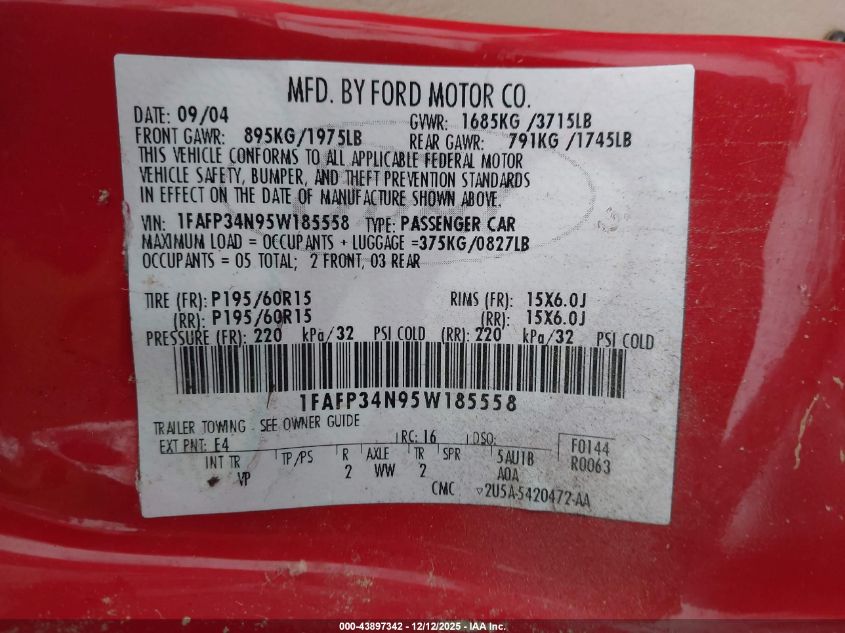 MFD. BY FORD MOTOR CO.
DATE: 09/04 GVWR: 1685KG /3715LB
FRONT GAWR: 895KG/1975LB REAR GAWR: 791KG /1745LB
THIS VEHICLE CONFORMS TO ALL APPLICABLE FEDERAL MOTOR
VEHICLE SAFETY, BUMPER, AND THEFT PREVENTION STANDARDS
IN EFFECT ON THE DATE OF MANUFACTURE SHOWN ABOVE.
VIN: 1FAFP34N95W185558 TYPE: PASSENGER CAR
MAXIMUM LOAD = OCCUPANTS + LUGGAGE =375KG/0827LB
OCCUPANTS = 05 TOTAL; 2 FRONT, 03 REAR
TIRE (FR): P195/60R15 RIMS (FR): 15X6.0J
(RR): P195/60R15 (RR): 15X6.0J
PRESSURE (FR): 220 kPa/32 PSI COLD (RR): 220 kPa/32 PSI COLD
1FAFP34N95W185558
TRAILER TOWING - SEE OWNER GUIDE
EXT PNT: E4 RC: 16 DSO: F0144
INT TR TP/PS R AXLE TR SPR 5AU1B R0063
VP 2 WW 2 A0A
CMC 2U5A-5420472-AA
000-43897342 - 12/12/2025 - IAA Inc.